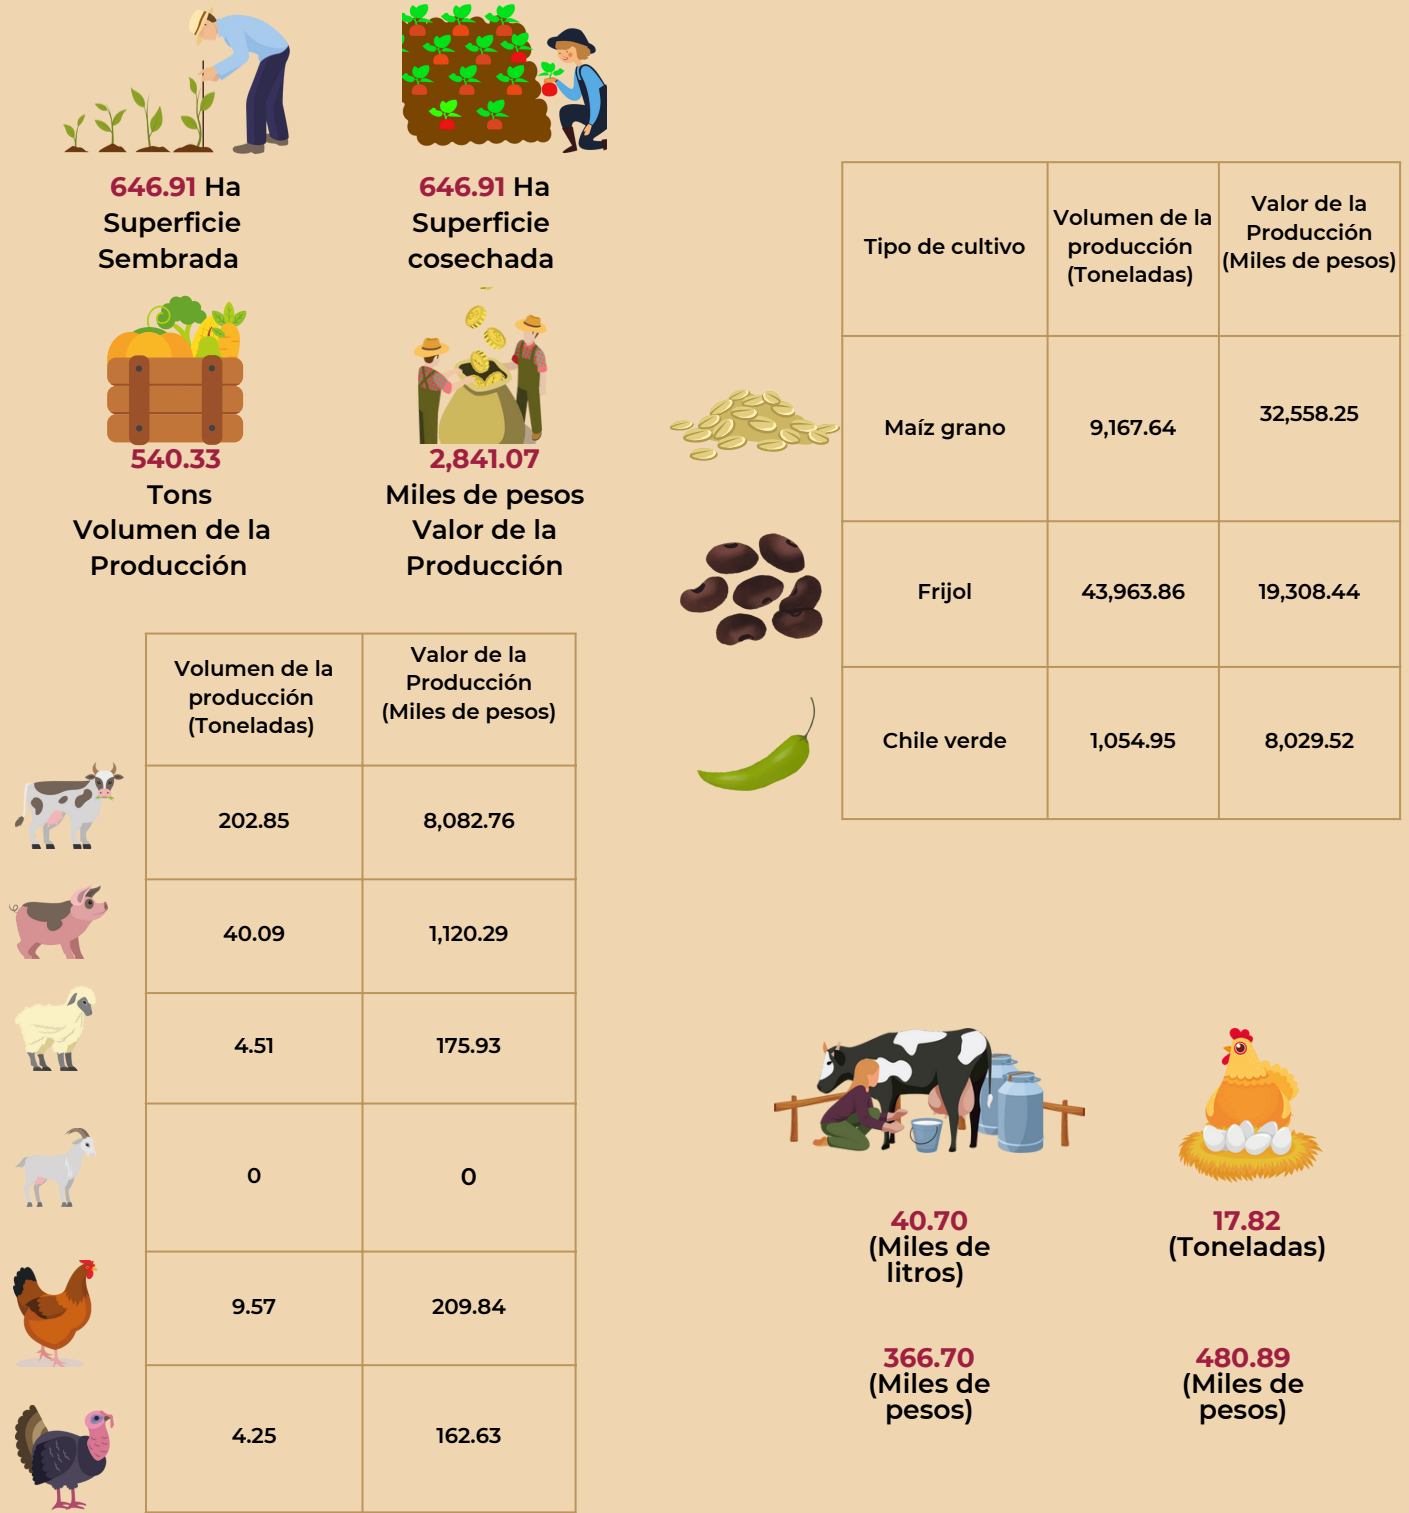 646.91 Ha
Superficie
Sembrada
646.91 Ha
Superficie
cosechada
540.33
Tons
Volumen de la
Producción
2,841.07
Miles de pesos
Valor de la
Producción
Tipo de cultivo
Volumen de la
producción
(Toneladas)
Valor de la
Producción
(Miles de pesos)
Maíz grano
9,167.64
32,558.25
Frijol
43,963.86
19,308.44
Chile verde
1,054.95
8,029.52
Volumen de la
producción
(Toneladas)
Valor de la
Producción
(Miles de pesos)
202.85
8,082.76
40.09
1,120.29
4.51
175.93
0
0
9.57
209.84
4.25
162.63
40.70
(Miles de
litros)
17.82
(Toneladas)
366.70
(Miles de
pesos)
480.89
(Miles de
pesos)